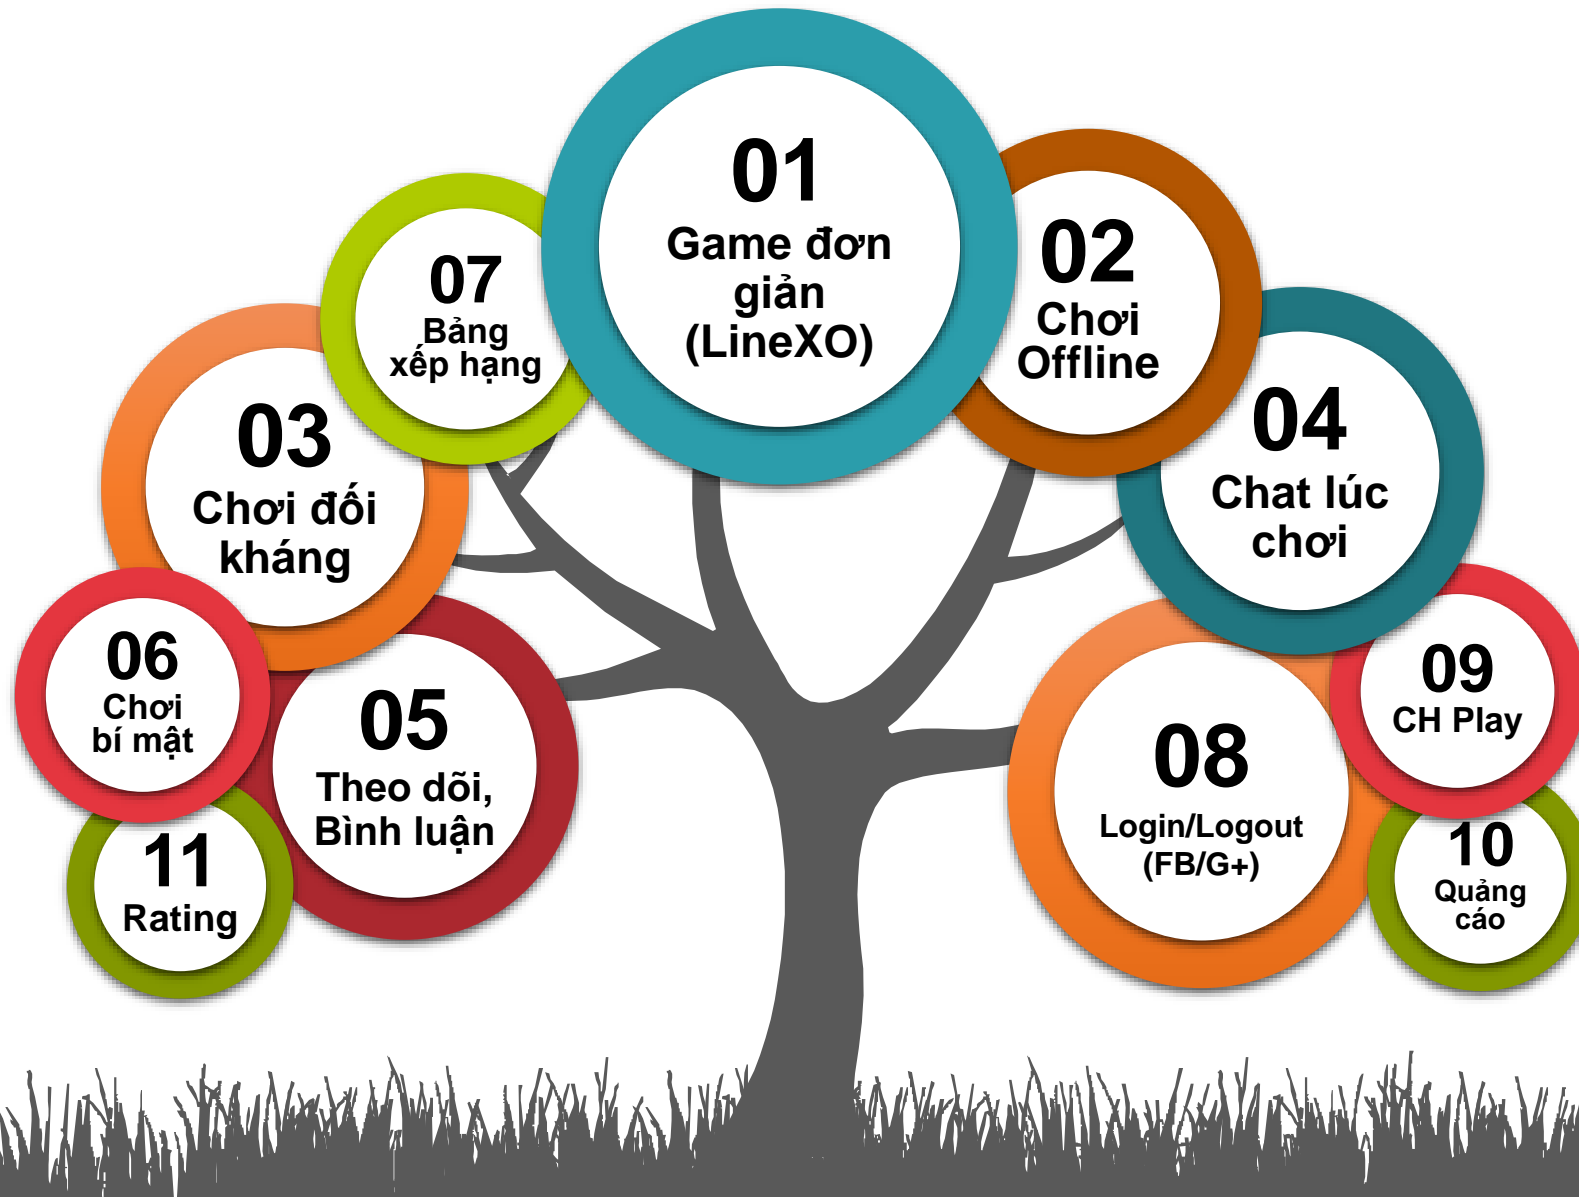 01
Game đơn
giản
(LineXO)
02
Chơi
Offline
07
Bảng
xếp hạng
03
Chơi đối
kháng
04
Chat lúc
chơi
06
Chơi
bí mật
05
Theo dõi,
Bình luận
08
Login/Logout
(FB/G+)
09
CH Play
11
Rating
10
Quảng
cáo